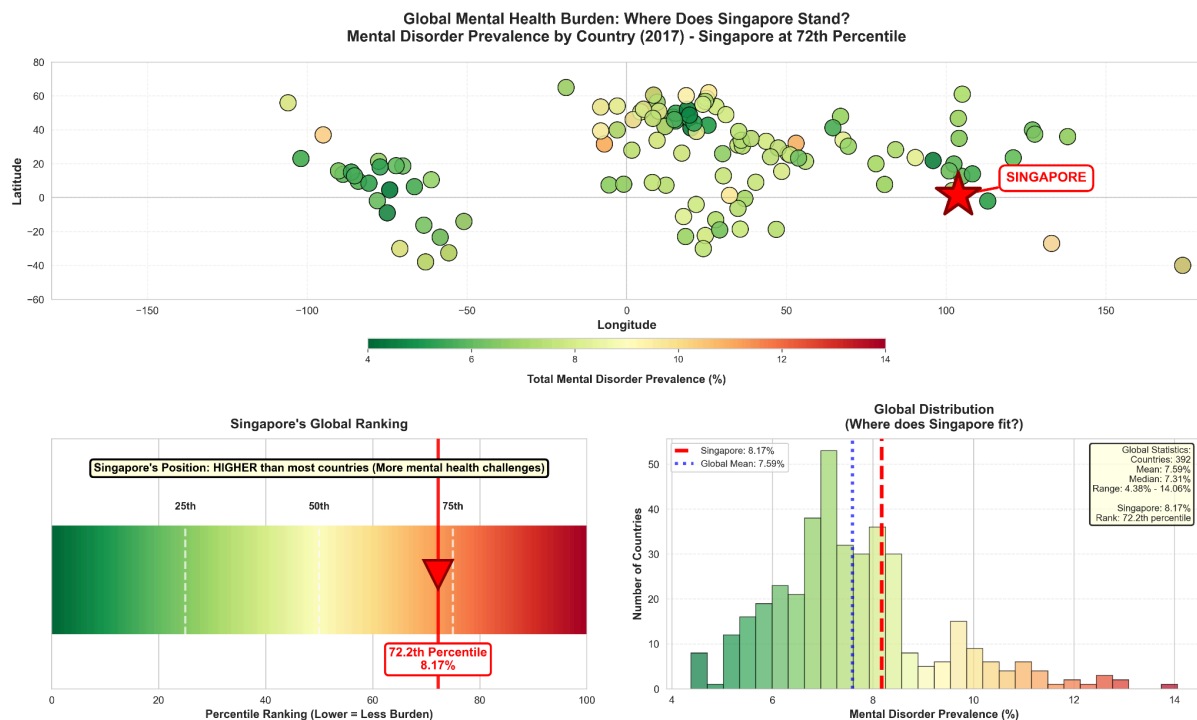 Global Mental Health Burden: Where Does Singapore Stand?
Mental Disorder Prevalence by Country (2017) - Singapore at 72th Percentile
80
60
40
20
0
−20
−40
−60
Latitude
SINGAPORE
−150
−100
−50
0
50
100
150
Longitude
4
6
8
10
12
14
Total Mental Disorder Prevalence (%)
Singapore's Global Ranking
Singapore's Position: HIGHER than most countries (More mental health challenges)
25th
50th
75th
72.2th Percentile
8.17%
0
20
40
60
80
100
Percentile Ranking (Lower = Less Burden)
Global Distribution
(Where does Singapore fit?)
Singapore: 8.17%
Global Mean: 7.59%
Global Statistics:
Countries: 392
Mean: 7.59%
Median: 7.31%
Range: 4.38% - 14.06%
Singapore: 8.17%
Rank: 72.2th percentile
50
40
30
20
10
0
Number of Countries
4
6
8
10
12
14
Mental Disorder Prevalence (%)